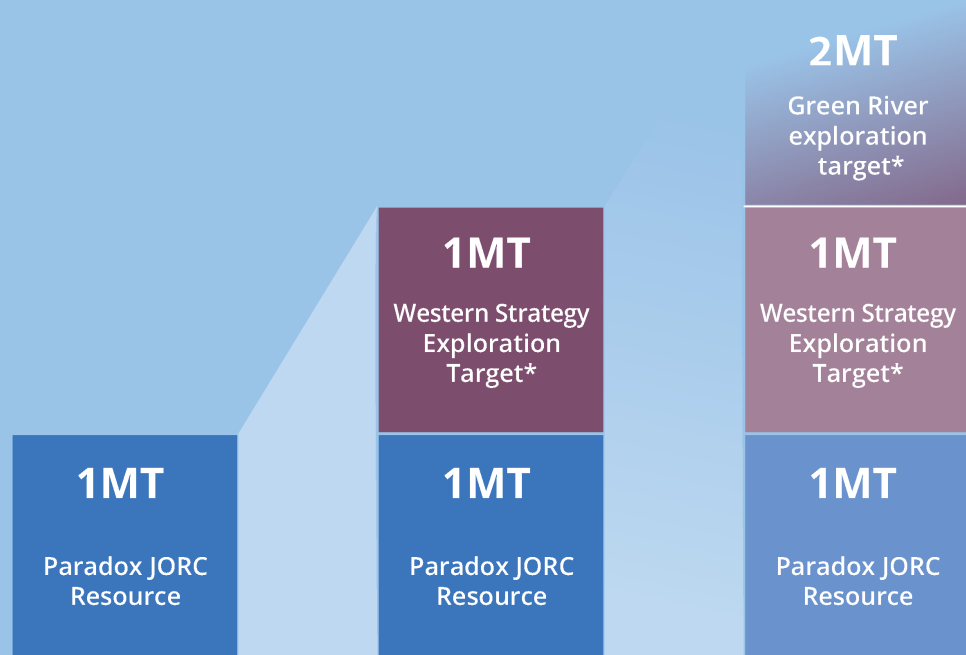 1MT
Paradox JORC
Resource
1MT
Western Strategy
Exploration
Target*
1MT
Paradox JORC
Resource
2MT
Green River
exploration
target*
1MT
Western Strategy
Exploration
Target*
1MT
Paradox JORC
Resource